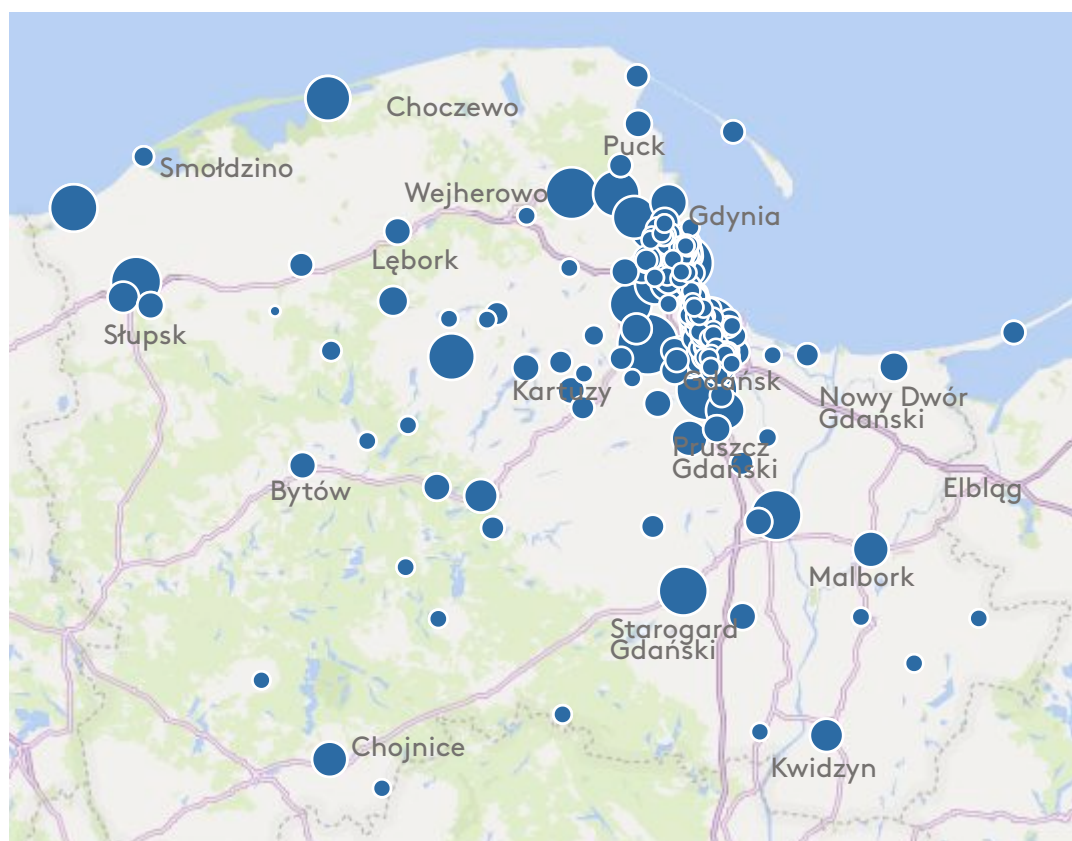 Choczewo
Puck
Smołdzino
Wejherowo
Gdynia
Lębork
Słupsk
Gdańsk
Kartuzy
Nowy Dwór
Gdański
Pruszcz
Gdański
Bytów
Elbląg
Malbork
Starogard
Gdański
Chojnice
Kwidzyn